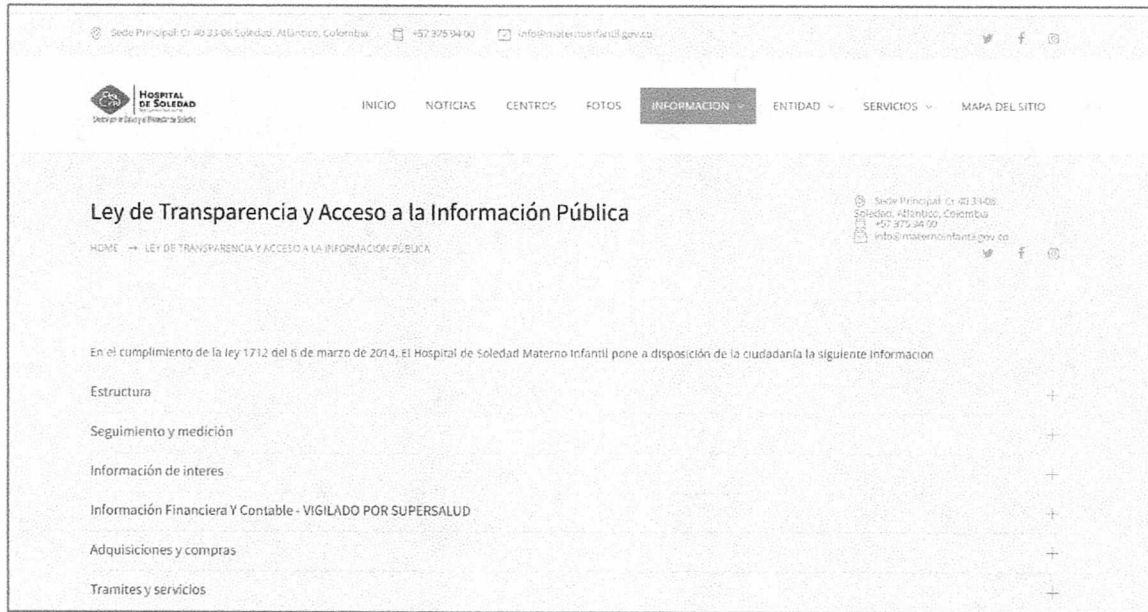 Sede Principal: Cr 40 33-06 Soledad, Atlántico, Colombia. +57 375 94 00 info@maternoinfantil.gov.co
HOSPITAL
DE SOLEDAD
INICIO NOTICIAS CENTROS FOTOS INFORMACION ENTIDAD SERVICIOS MAPA DEL SITIO
Ley de Transparencia y Acceso a la Información Pública
HOME → LEY DE TRANSPARENCIA Y ACCESO A LA INFORMACIÓN PÚBLICA
Sede Principal: Cr 40 33-06
Soledad, Atlántico, Colombia
+57 375 94 00
info@maternoinfantil.gov.co
En el cumplimiento de la ley 1712 del 6 de marzo de 2014, El Hospital de Soledad Materno Infantil pone a disposición de la ciudadanía la siguiente informacion
Estructura
Seguimiento y medición
Información de interes
Información Financiera Y Contable - VIGILADO POR SUPERSALUD
Adquisiciones y compras
Tramites y servicios